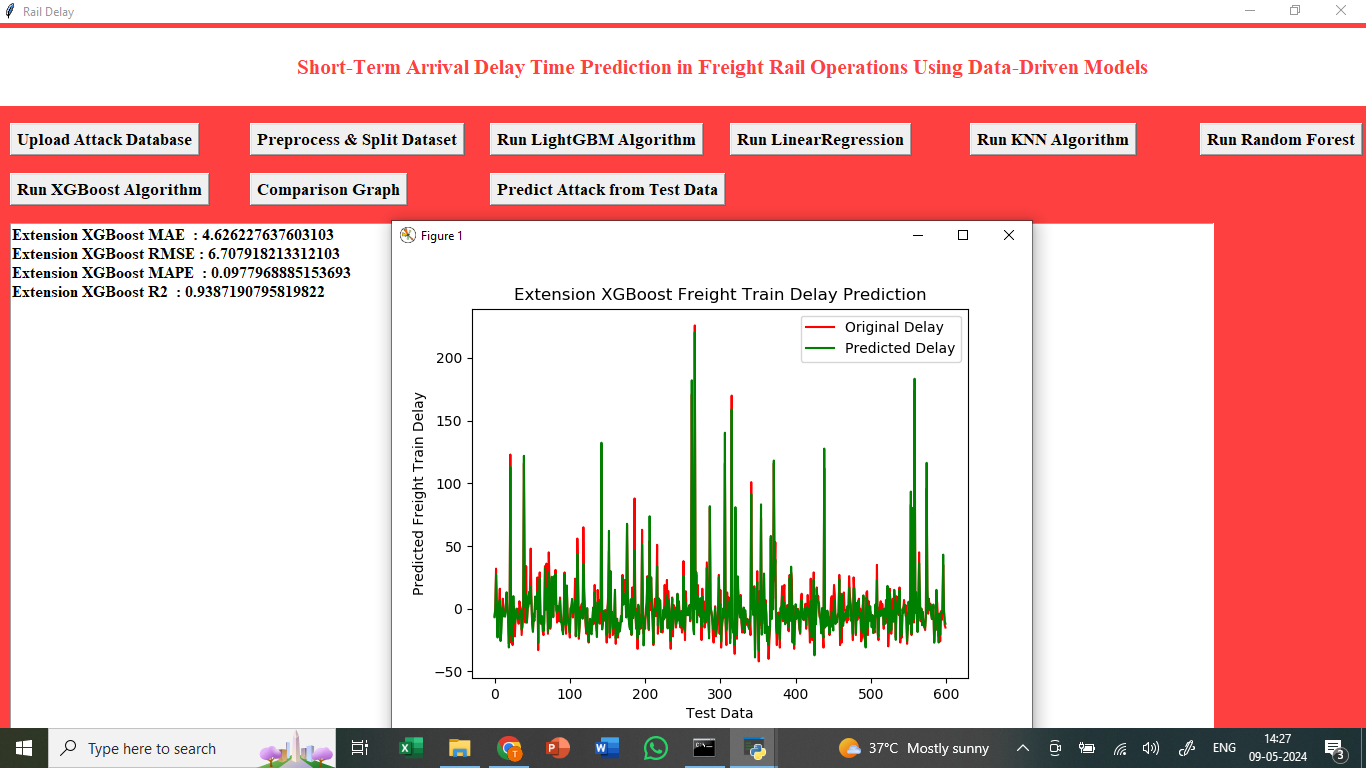 Rail Delay
Short-Term Arrival Delay Time Prediction in Freight Rail Operations Using Data-Driven Models
Upload Attack Database
Preprocess & Split Dataset
Run LightGBM Algorithm
Run LinearRegression
Run KNN Algorithm
Run Random Forest
Run XGBoost Algorithm
Comparison Graph
Predict Attack from Test Data
Extension XGBoost MAE : 4.626227637603103
Extension XGBoost RMSE : 6.707918213312103
Extension XGBoost MAPE : 0.0977968885153693
Extension XGBoost R2 : 0.9387190795819822
Figure 1
Extension XGBoost Freight Train Delay Prediction
Original Delay
Predicted Delay
Predicted Freight Train Delay
200
150
100
50
0
−50
0 100 200 300 400 500 600
Test Data
Type here to search
37°C Mostly sunny
ENG
14:27
09-05-2024
3